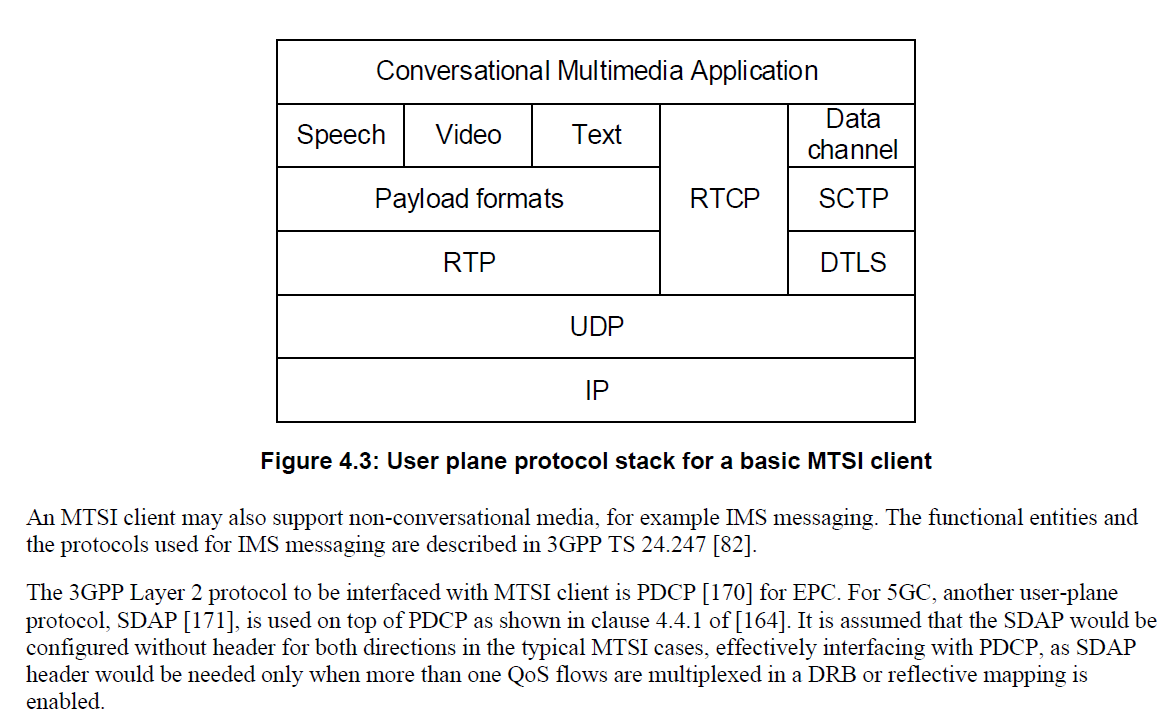 Conversational Multimedia Application
Speech Video Text RTCP Data channel
Payload formats SCTP
RTP DTLS
UDP
IP
Figure 4.3: User plane protocol stack for a basic MTSI client
An MTSI client may also support non-conversational media, for example IMS messaging. The functional entities and
the protocols used for IMS messaging are described in 3GPP TS 24.247 [82].
The 3GPP Layer 2 protocol to be interfaced with MTSI client is PDCP [170] for EPC. For 5GC, another user-plane
protocol, SDAP [171], is used on top of PDCP as shown in clause 4.4.1 of [164]. It is assumed that the SDAP would be
configured without header for both directions in the typical MTSI cases, effectively interfacing with PDCP, as SDAP
header would be needed only when more than one QoS flows are multiplexed in a DRB or reflective mapping is
enabled.